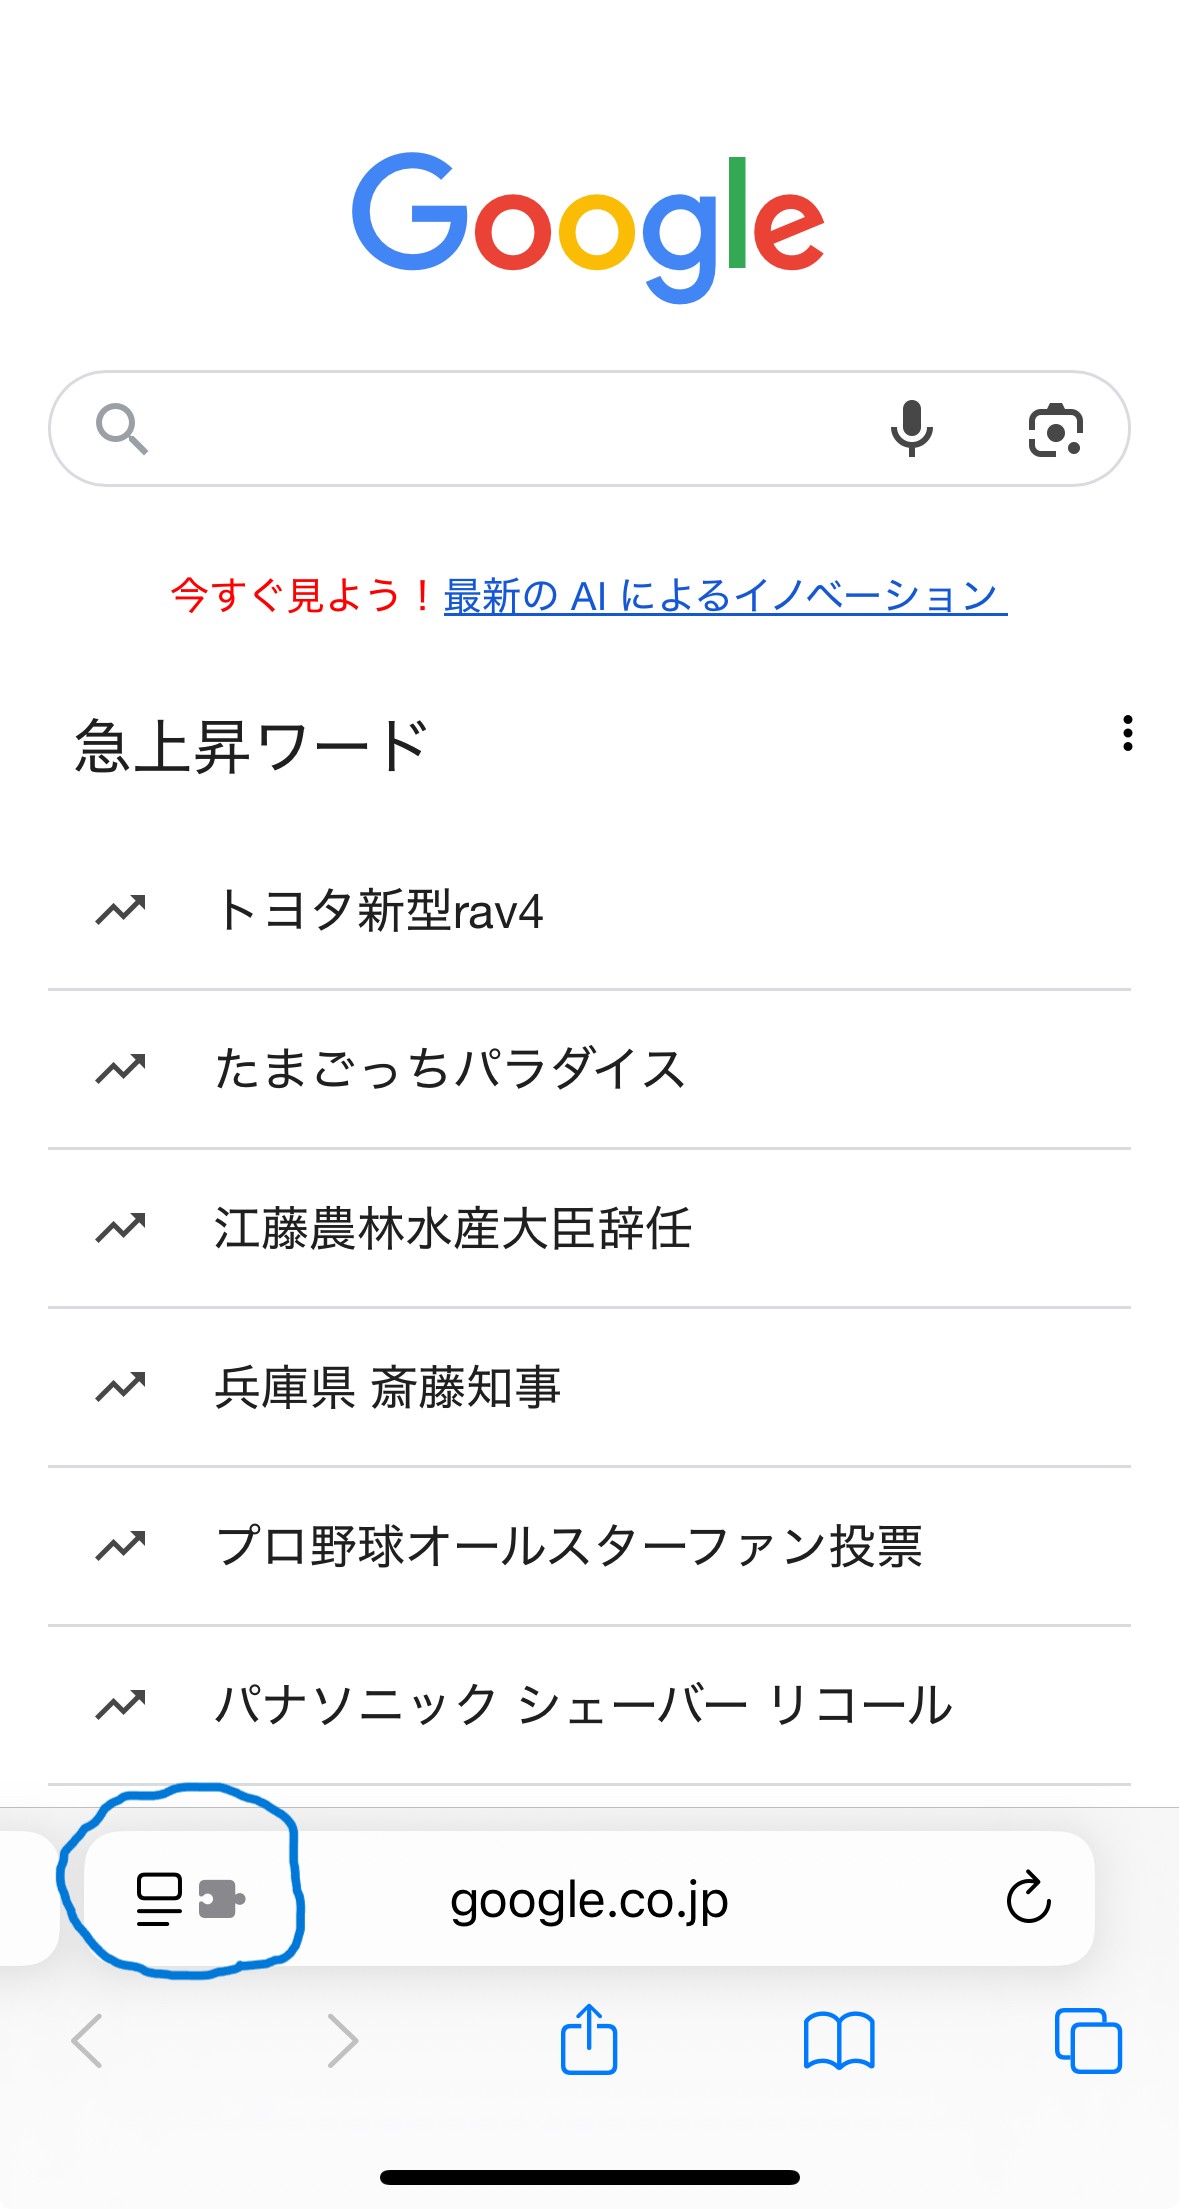 Google
今すぐ見よう！最新の AI によるイノベーション
急上昇ワード
トヨタ新型rav4
たまごっちパラダイス
江藤農林水産大臣辞任
兵庫県 斎藤知事
プロ野球オールスターファン投票
パナソニック シェーバー リコール
google.co.jp